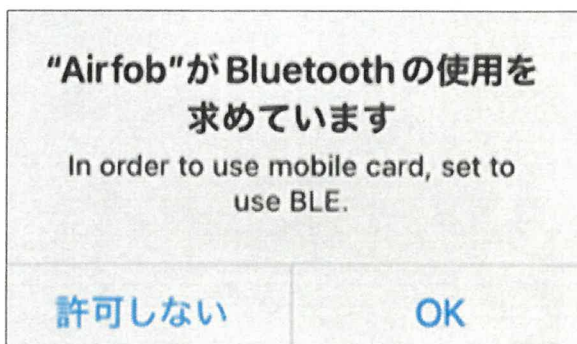 “Airfob”がBluetoothの使用を
求めています
In order to use mobile card, set to
use BLE.
許可しない
OK